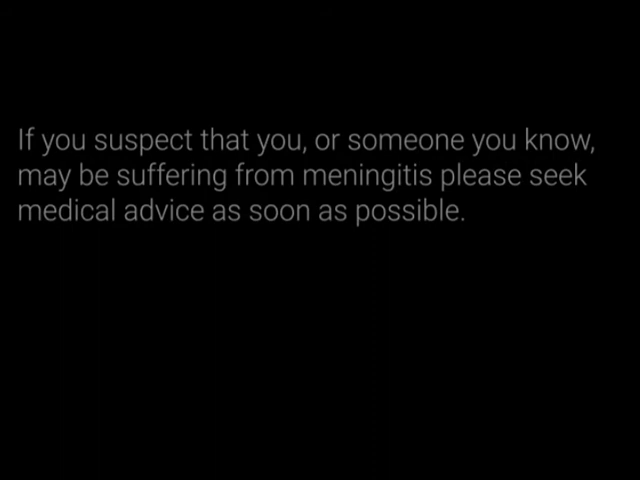 If you suspect that you, or someone you know,
may be suffering from meningitis please seek
medical advice as soon as possible.